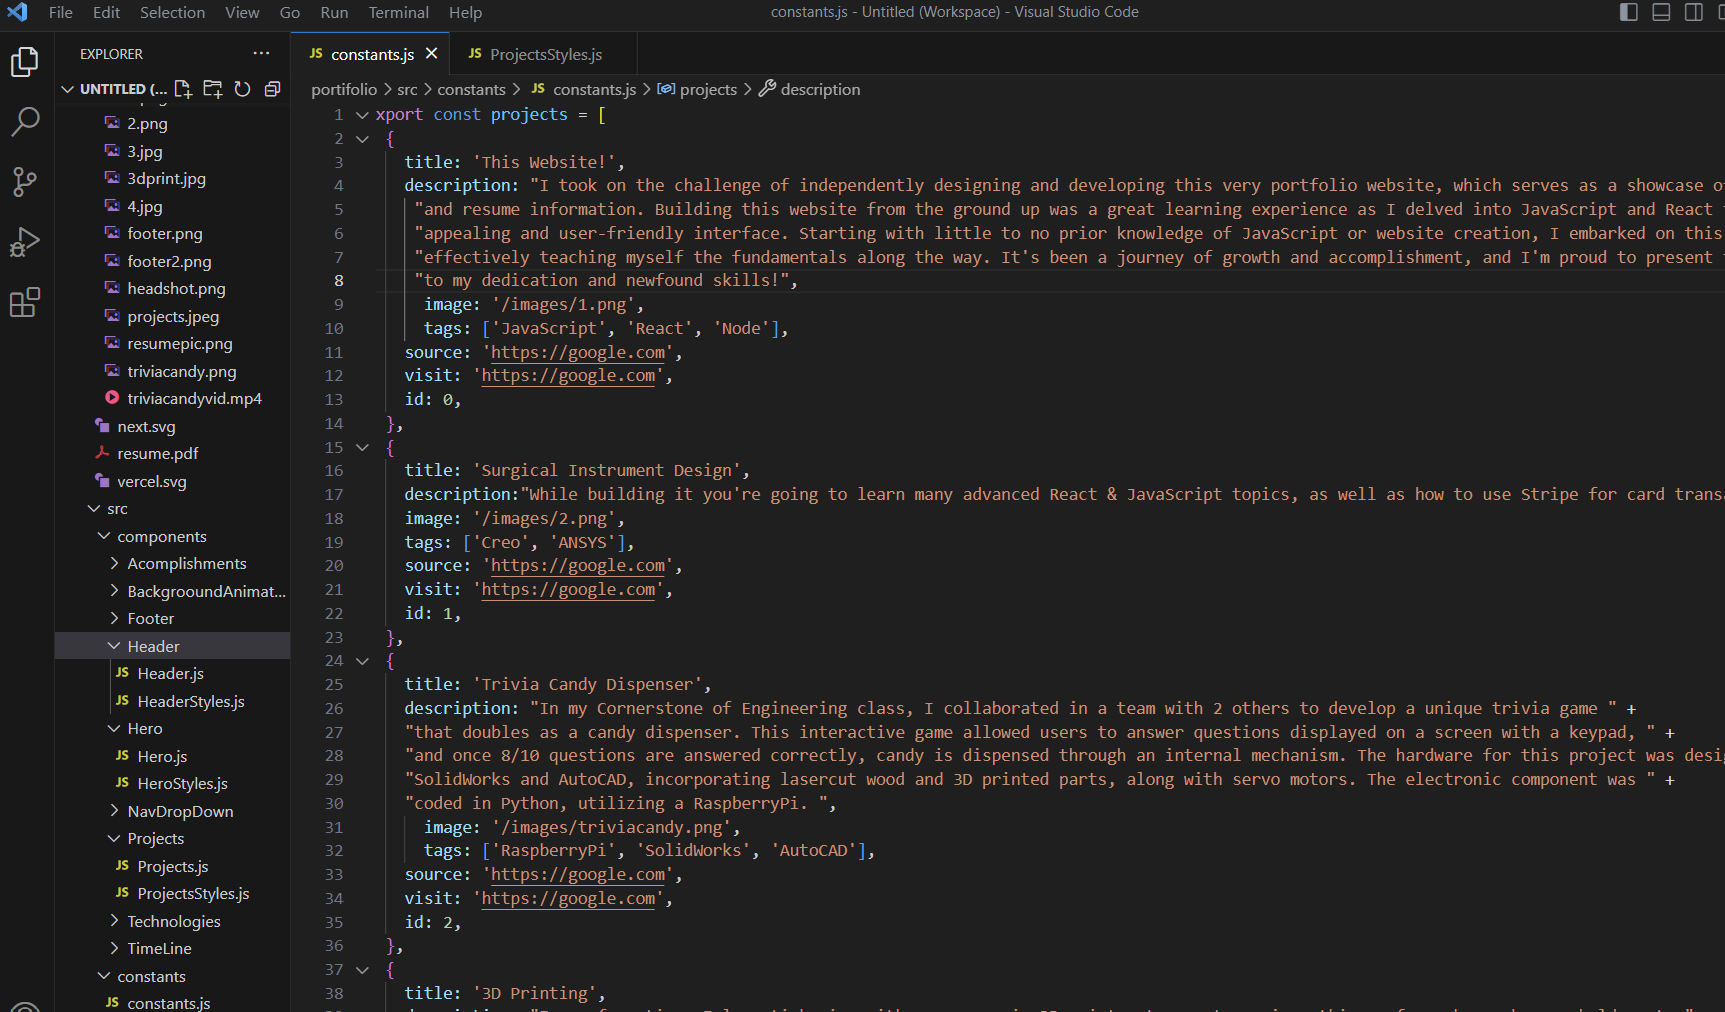 File Edit Selection View Go Run Terminal Help
constants.js - Untitled (Workspace) - Visual Studio Code
EXPLORER
UNTITLED (...
2.png
3.jpg
3dprint.jpg
4.jpg
footer.png
footer2.png
headshot.png
projects.jpeg
resumepic.png
triviacandy.png
triviacandyvid.mp4
next.svg
resume.pdf
vercel.svg
src
components
Acomplishments
BackgrooundAnimat...
Footer
Header
JS Header.js
JS HeaderStyles.js
Hero
JS Hero.js
JS HeroStyles.js
NavDropDown
Projects
JS Projects.js
JS ProjectsStyles.js
Technologies
TimeLine
constants
JS constants.js
JS constants.js JS ProjectsStyles.js
portifolio > src > constants > JS constants.js > projects > description
1 xport const projects = [
2 {
3 title: 'This Website!',
4 description: "I took on the challenge of independently designing and developing this very portfolio website, which serves as a showcase of
5 "and resume information. Building this website from the ground up was a great learning experience as I delved into JavaScript and React
6 "appealing and user-friendly interface. Starting with little to no prior knowledge of JavaScript or website creation, I embarked on this
7 "effectively teaching myself the fundamentals along the way. It's been a journey of growth and accomplishment, and I'm proud to present
8 "to my dedication and newfound skills!",
9 image: '/images/1.png',
10 tags: ['JavaScript', 'React', 'Node'],
11 source: 'https://google.com',
12 visit: 'https://google.com',
13 id: 0,
14 },
15 {
16 title: 'Surgical Instrument Design',
17 description:"While building it you're going to learn many advanced React & JavaScript topics, as well as how to use Stripe for card
18 image: '/images/2.png',
19 tags: ['Creo', 'ANSYS'],
20 source: 'https://google.com',
21 visit: 'https://google.com',
22 id: 1,
23 },
24 {
25 title: 'Trivia Candy Dispenser',
26 description: "In my Cornerstone of Engineering class, I collaborated in a team with 2 others to develop a unique trivia game " +
27 "that doubles as a candy dispenser. This interactive game allowed users to answer questions displayed on a screen with a keypad, " +
28 "and once 8/10 questions are answered correctly, candy is dispensed through an internal mechanism. The hardware for this project was
29 "SolidWorks and AutoCAD, incorporating lasercut wood and 3D printed parts, along with servo motors. The electronic component was " +
30 "coded in Python, utilizing a RaspberryPi. ",
31 image: '/images/triviacandy.png',
32 tags: ['RaspberryPi', 'SolidWorks', 'AutoCAD'],
33 source: 'https://google.com',
34 visit: 'https://google.com',
35 id: 2,
36 },
37 {
38 title: '3D Printing',